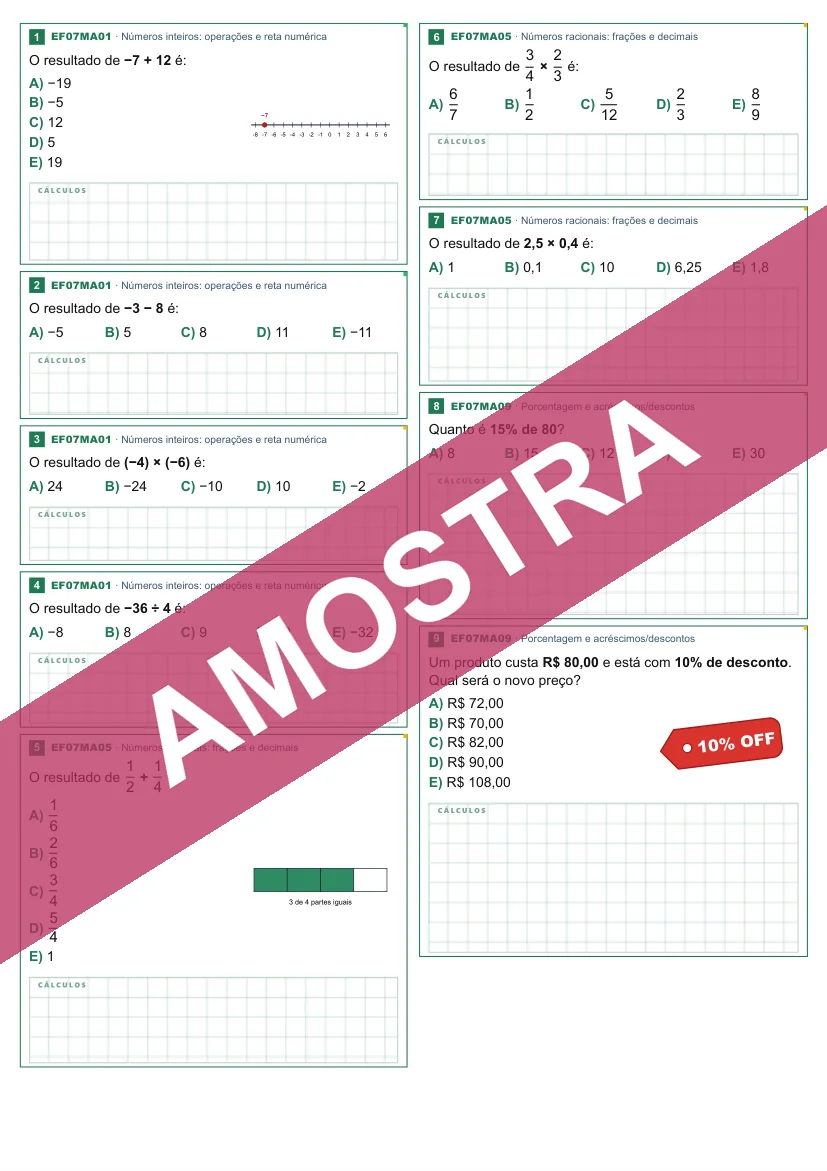 1 EF07MA01 · Números inteiros: operações e reta numérica
O resultado de −7 + 12 é:
A) −19
B) −5
C) 12
D) 5
E) 19
−7
-8 -7 -6 -5 -4 -3 -2 -1 0 1 2 3 4 5 6
CÁLCULOS
2 EF07MA01 · Números inteiros: operações e reta numérica
O resultado de −3 − 8 é:
A) −5 B) 5 C) 8 D) 11 E) −11
CÁLCULOS
3 EF07MA01 · Números inteiros: operações e reta numérica
O resultado de (−4) × (−6) é:
A) 24 B) −24 C) −10 D) 10 E) −2
CÁLCULOS
4 EF07MA01 · Números inteiros: operações e reta numérica
O resultado de −36 ÷ 4 é:
A) −8 B) 8 C) 9 E) −32
CÁLCULOS
5 EF07MA05 · Números racionais: frações e decimais
O resultado de 1/2 + 1/4
A) 1/6
B) 2/6
C) 3/4
D) 5/4
E) 1
3 de 4 partes iguais
CÁLCULOS
6 EF07MA05 · Números racionais: frações e decimais
O resultado de 3/4 × 2/3 é:
A) 6/7 B) 1/2 C) 5/12 D) 2/3 E) 8/9
CÁLCULOS
7 EF07MA05 · Números racionais: frações e decimais
O resultado de 2,5 × 0,4 é:
A) 1 B) 0,1 C) 10 D) 6,25 E) 1,8
CÁLCULOS
8 EF07MA09 · Porcentagem e acréscimos/descontos
Quanto é 15% de 80?
A) 8 B) 15 C) 12 E) 30
CÁLCULOS
9 EF07MA09 · Porcentagem e acréscimos/descontos
Um produto custa R$ 80,00 e está com 10% de desconto.
Qual será o novo preço?
A) R$ 72,00
B) R$ 70,00
C) R$ 82,00
D) R$ 90,00
E) R$ 108,00
10% OFF
CÁLCULOS
AMOSTRA